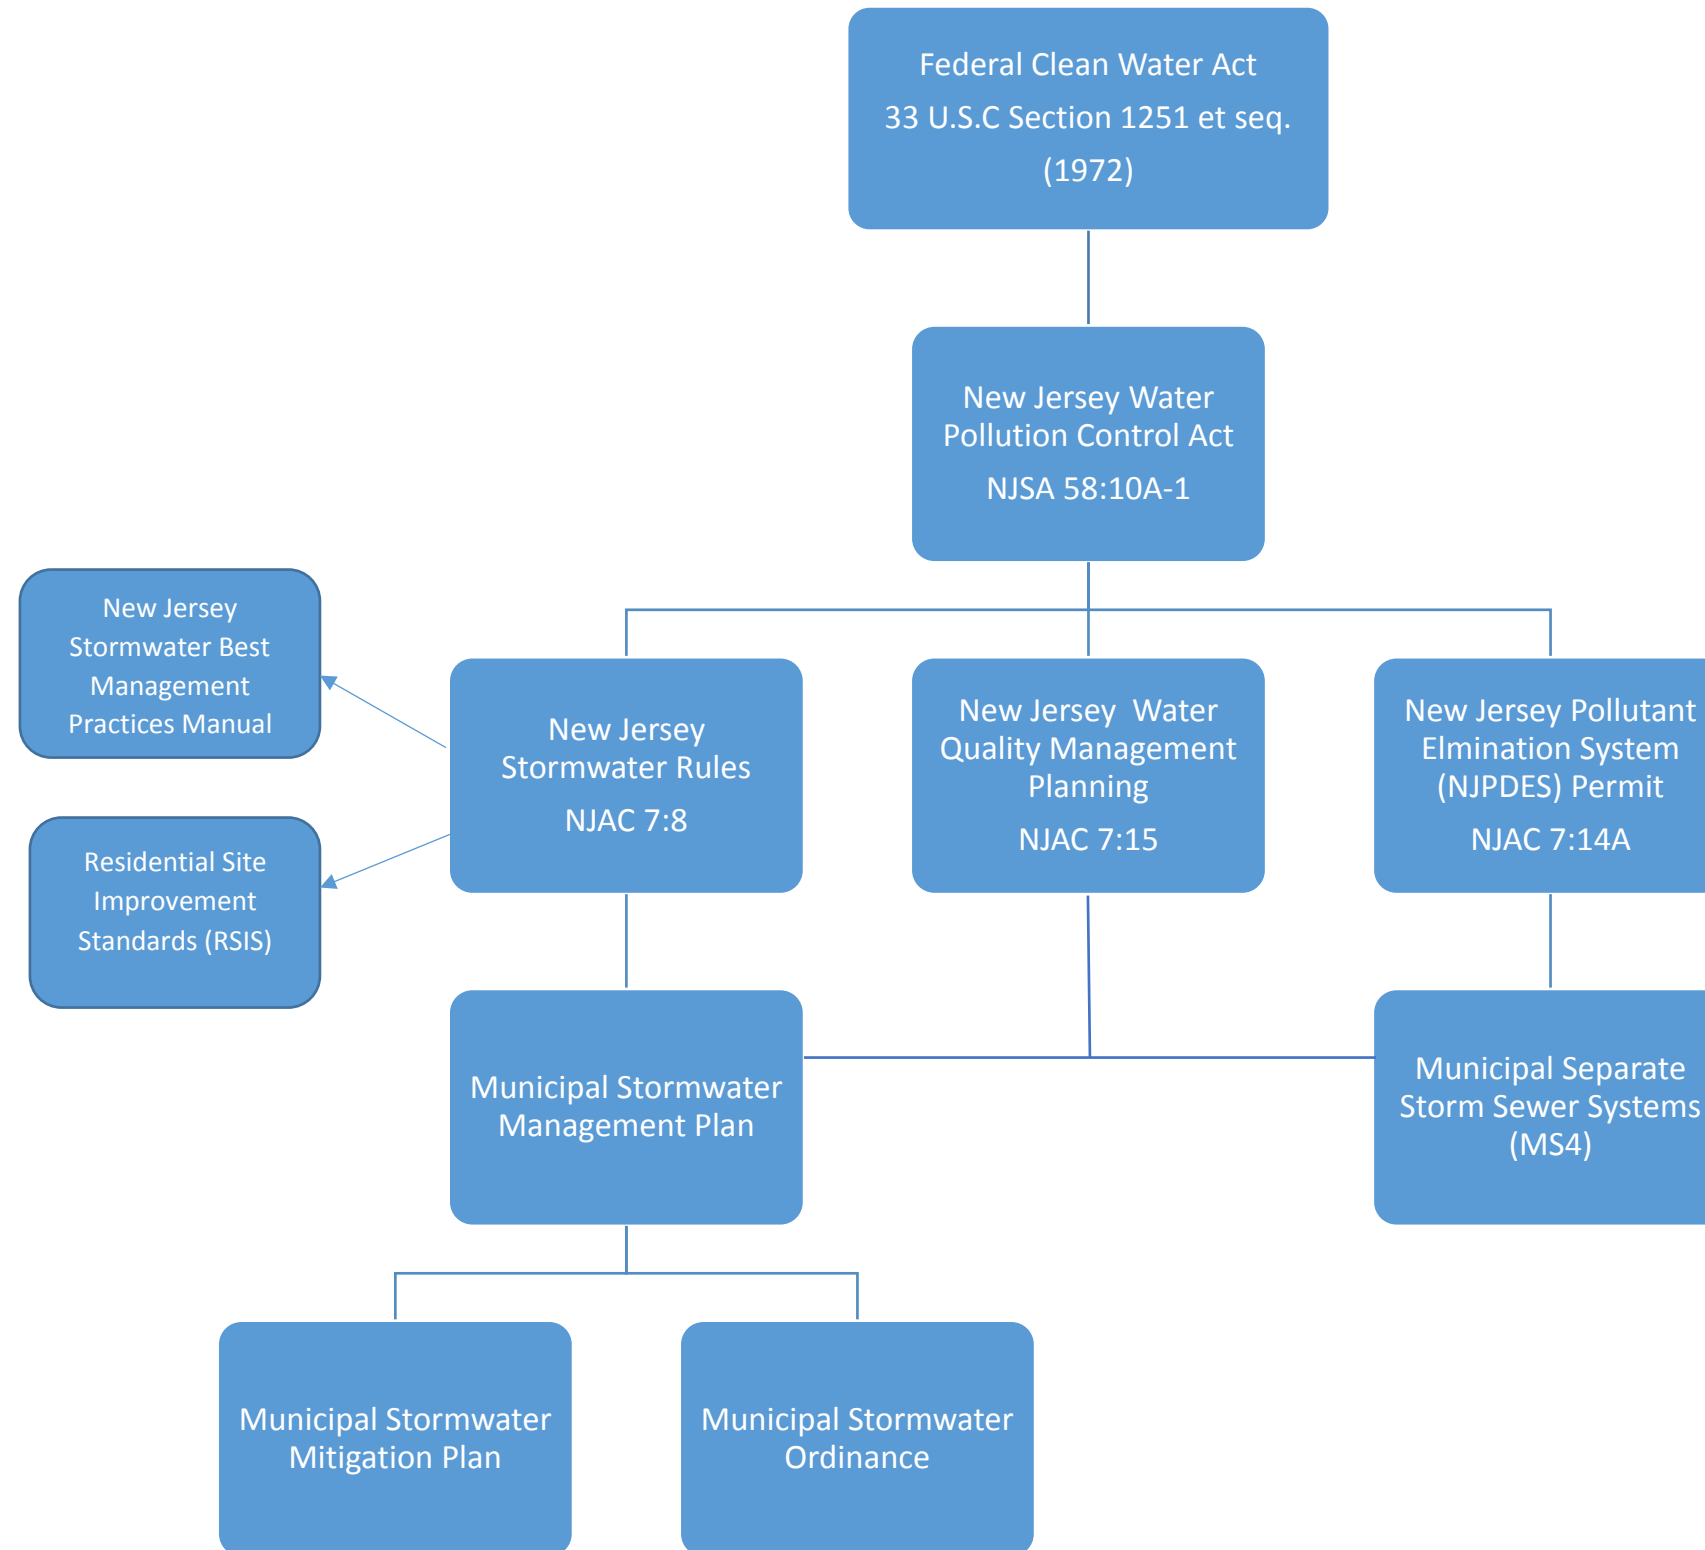 Federal Clean Water Act
33 U.S.C Section 1251 et seq.
(1972)
New Jersey Water
Pollution Control Act
NJSA 58:10A-1
New Jersey
Stormwater Best
Management
Practices Manual
Residential Site
Improvement
Standards (RSIS)
New Jersey
Stormwater Rules
NJAC 7:8
New Jersey  Water
Quality Management
Planning
NJAC 7:15
New Jersey Pollutant
Elmination System
(NJPDES) Permit
NJAC 7:14A
Municipal Stormwater
Management Plan
Municipal Separate
Storm Sewer Systems
(MS4)
Municipal Stormwater
Mitigation Plan
Municipal Stormwater
Ordinance